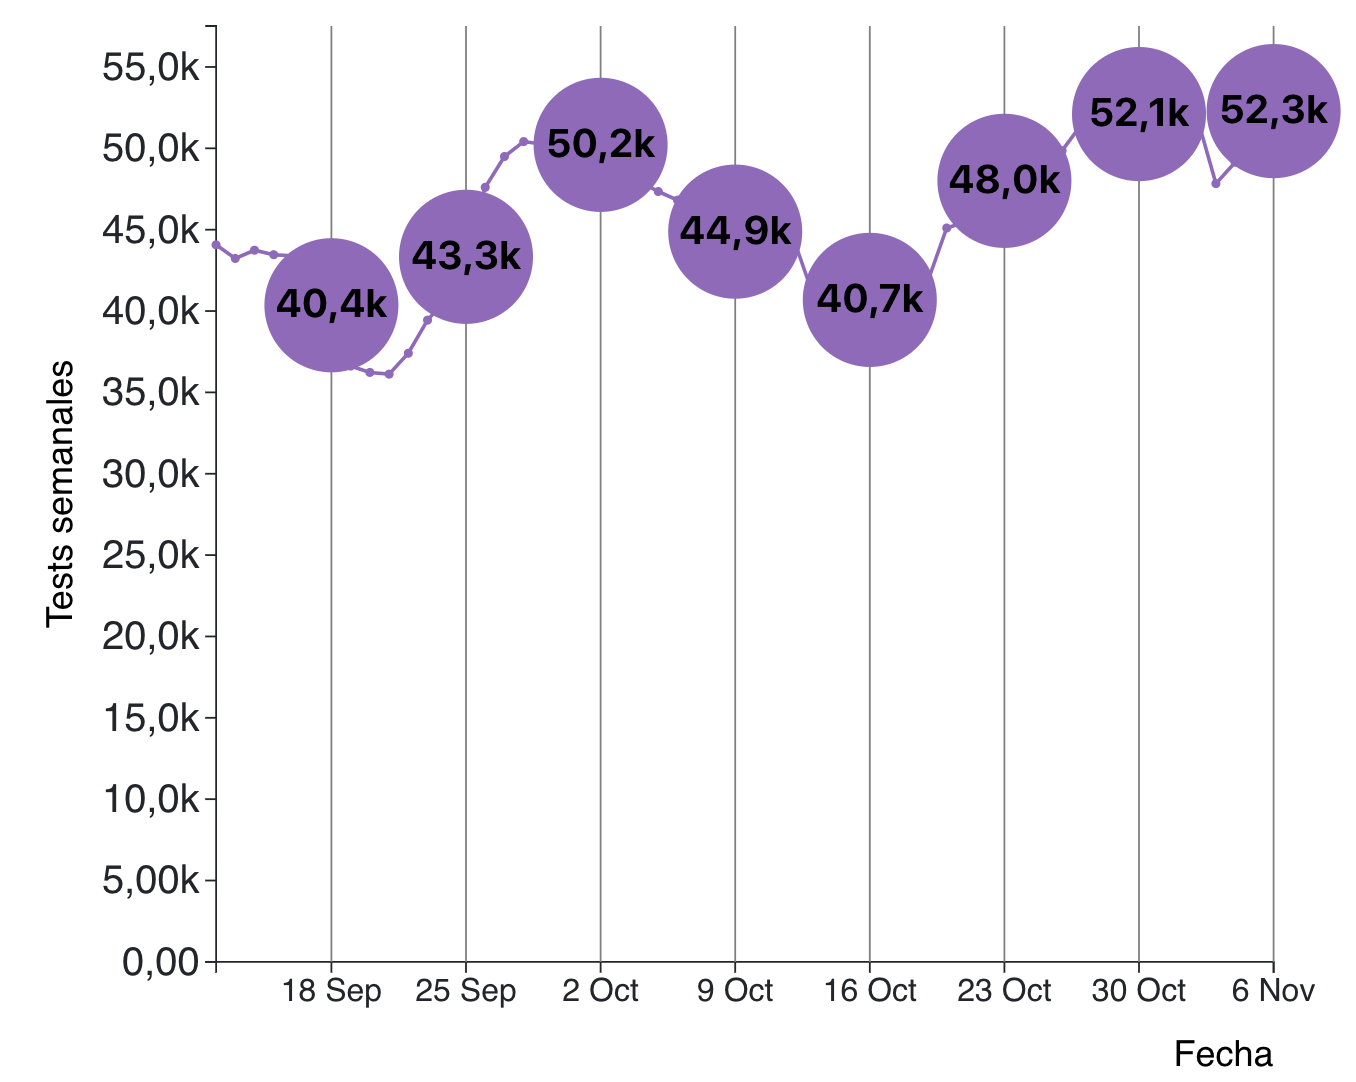 55,0k
50,0k
45,0k
40,0k
35,0k
30,0k
25,0k
20,0k
15,0k
10,0k
5,00k
0,00
Tests semanales
40,4k
43,3k
50,2k
44,9k
40,7k
48,0k
52,1k
52,3k
18 Sep 25 Sep 2 Oct 9 Oct 16 Oct 23 Oct 30 Oct 6 Nov
Fecha